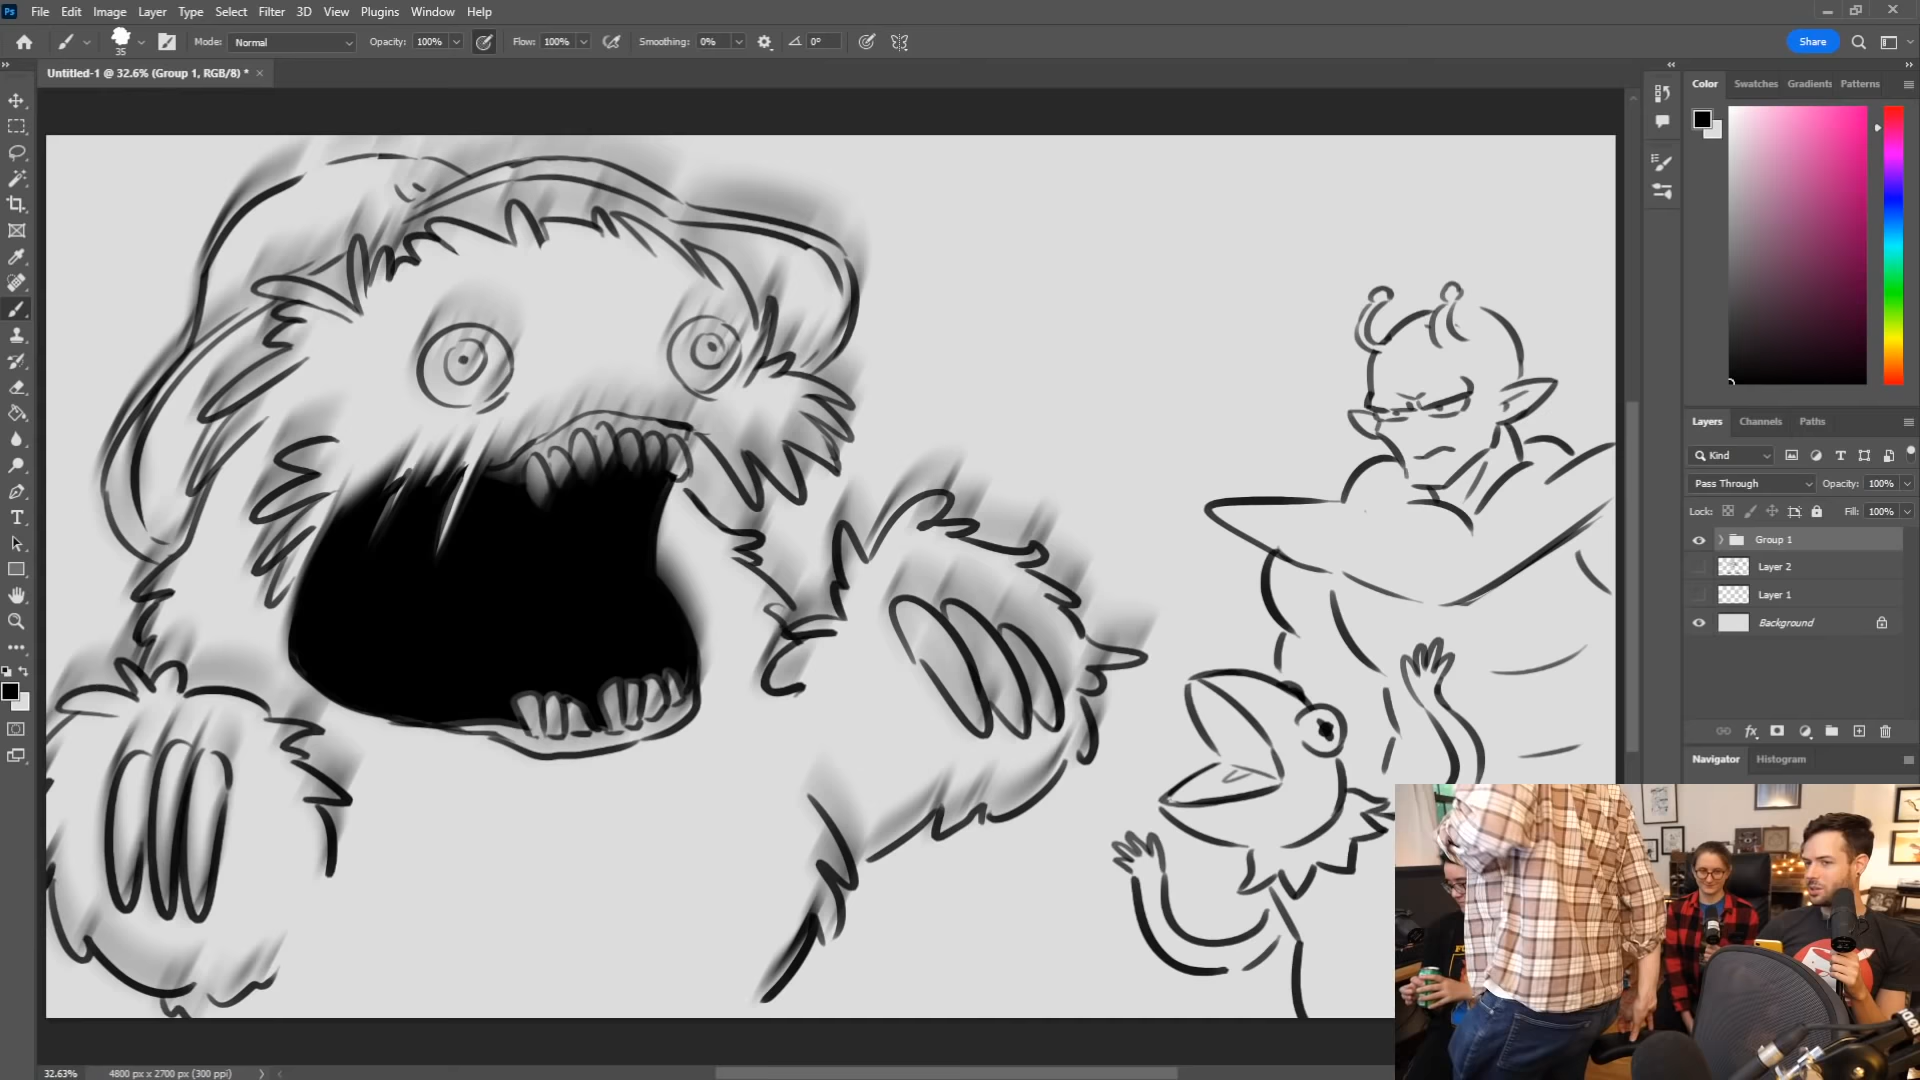 Ps File Edit Image Layer Type Select Filter 3D View Plugins Window Help
35 Mode: Normal Opacity: 100% Flow: 100% Smoothing: 0% 0° Share
Untitled-1 @ 32.6% (Group 1, RGB/8) *
Color Swatches Gradients Patterns
Layers Channels Paths
Kind
Pass Through Opacity: 100%
Lock: Fill: 100%
Group 1
Layer 2
Layer 1
Background
fx
Navigator Histogram
32.63% 4800 px x 2700 px (300 ppi)